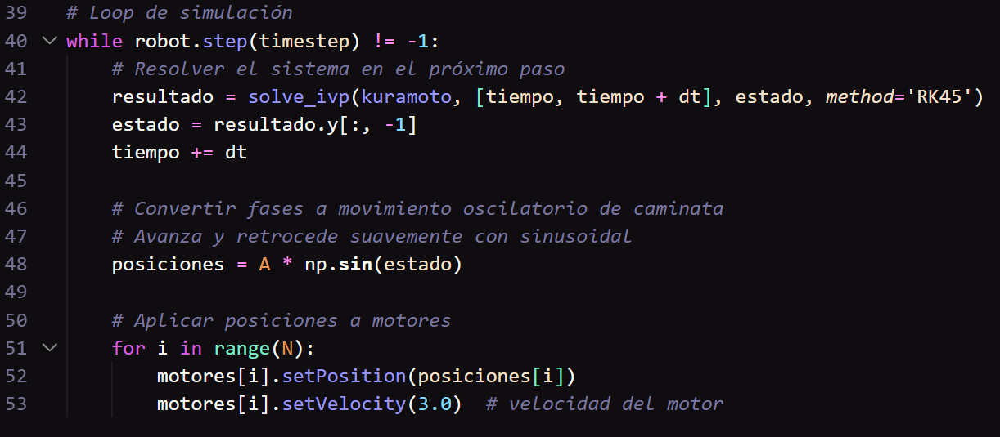 39 # Loop de simulación
40 while robot.step(timestep) != -1:
41 # Resolver el sistema en el próximo paso
42 resultado = solve_ivp(kuramoto, [tiempo, tiempo + dt], estado, method='RK45')
43 estado = resultado.y[:, -1]
44 tiempo += dt
45
46 # Convertir fases a movimiento oscilatorio de caminata
47 # Avanza y retrocede suavemente con sinusoidal
48 posiciones = A * np.sin(estado)
49
50 # Aplicar posiciones a motores
51 for i in range(N):
52 motores[i].setPosition(posiciones[i])
53 motores[i].setVelocity(3.0) # velocidad del motor